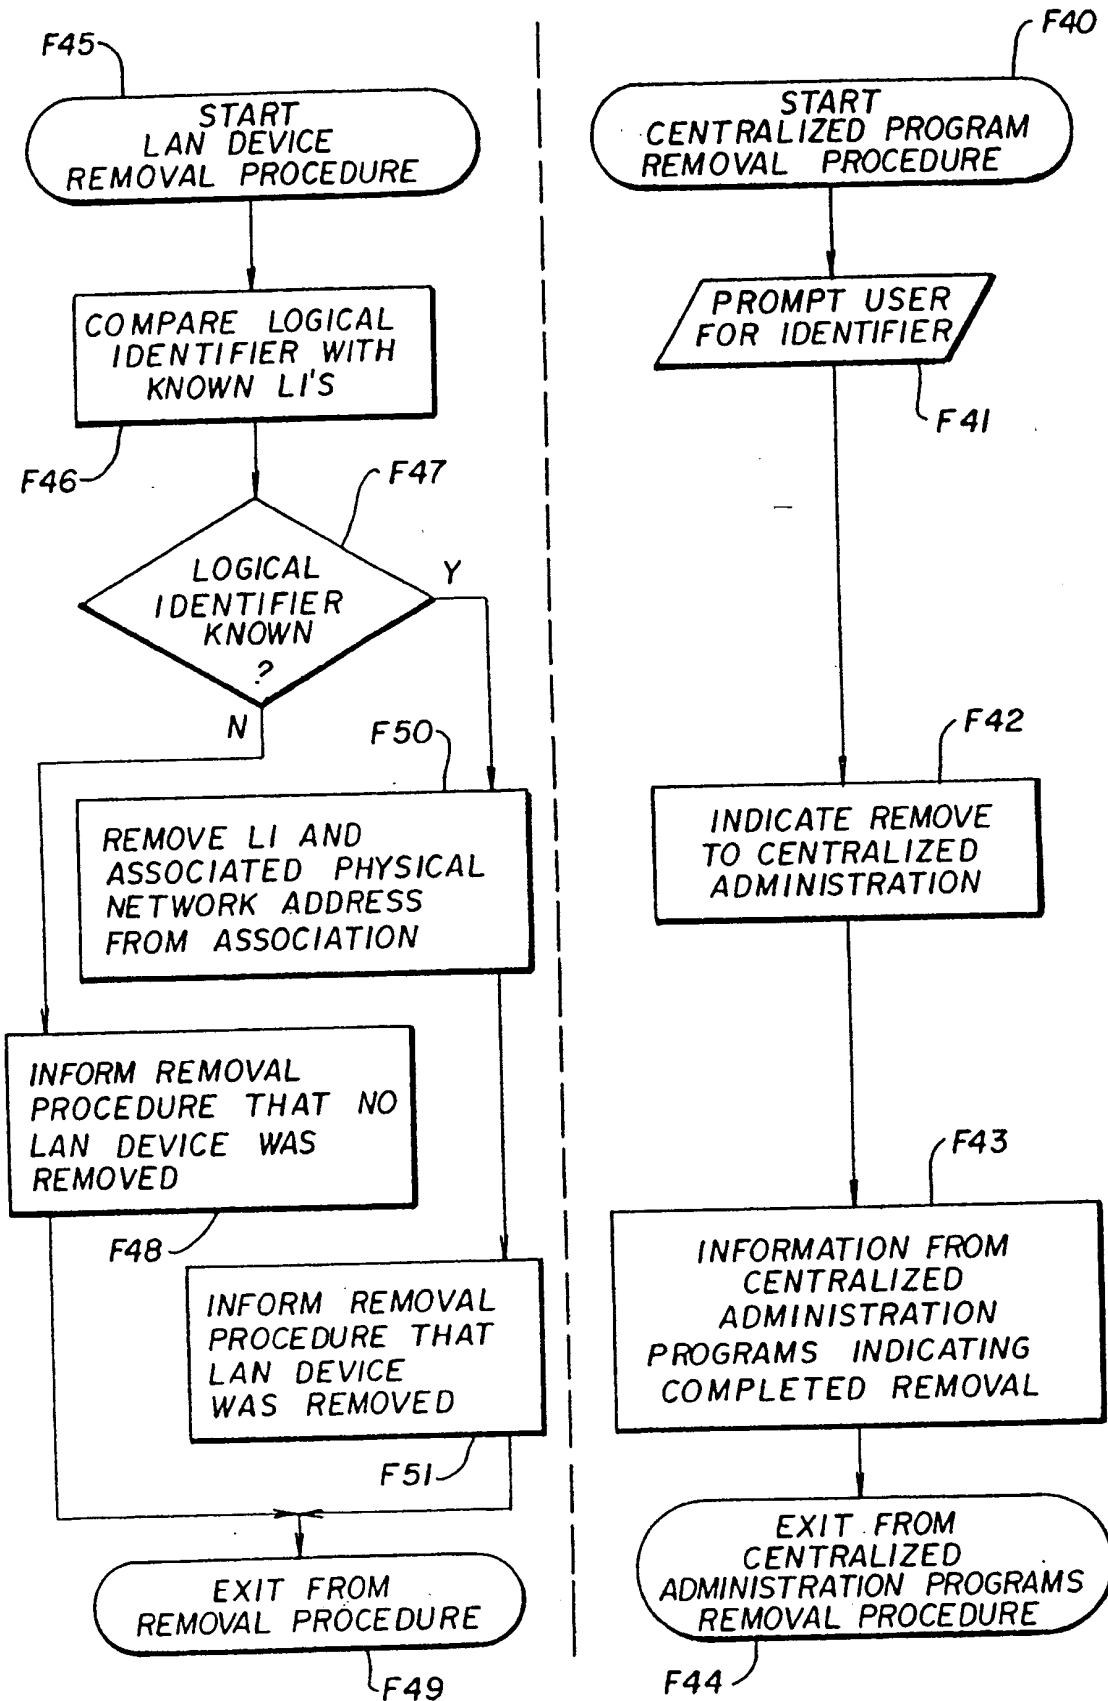 F45
START
LAN DEVICE
REMOVAL PROCEDURE
COMPARE LOGICAL
IDENTIFIER WITH
KNOWN LI'S
F46
F47
LOGICAL
IDENTIFIER
KNOWN
?
Y
N
F50
REMOVE LI AND
ASSOCIATED PHYSICAL
NETWORK ADDRESS
FROM ASSOCIATION
INFORM REMOVAL
PROCEDURE THAT NO
LAN DEVICE WAS
REMOVED
F48
INFORM REMOVAL
PROCEDURE THAT
LAN DEVICE
WAS REMOVED
F51
EXIT FROM
REMOVAL PROCEDURE
F49
F40
START
CENTRALIZED PROGRAM
REMOVAL PROCEDURE
PROMPT USER
FOR IDENTIFIER
F41
F42
INDICATE REMOVE
TO CENTRALIZED
ADMINISTRATION
F43
INFORMATION FROM
CENTRALIZED
ADMINISTRATION
PROGRAMS INDICATING
COMPLETED REMOVAL
EXIT FROM
CENTRALIZED
ADMINISTRATION PROGRAMS
REMOVAL PROCEDURE
F44